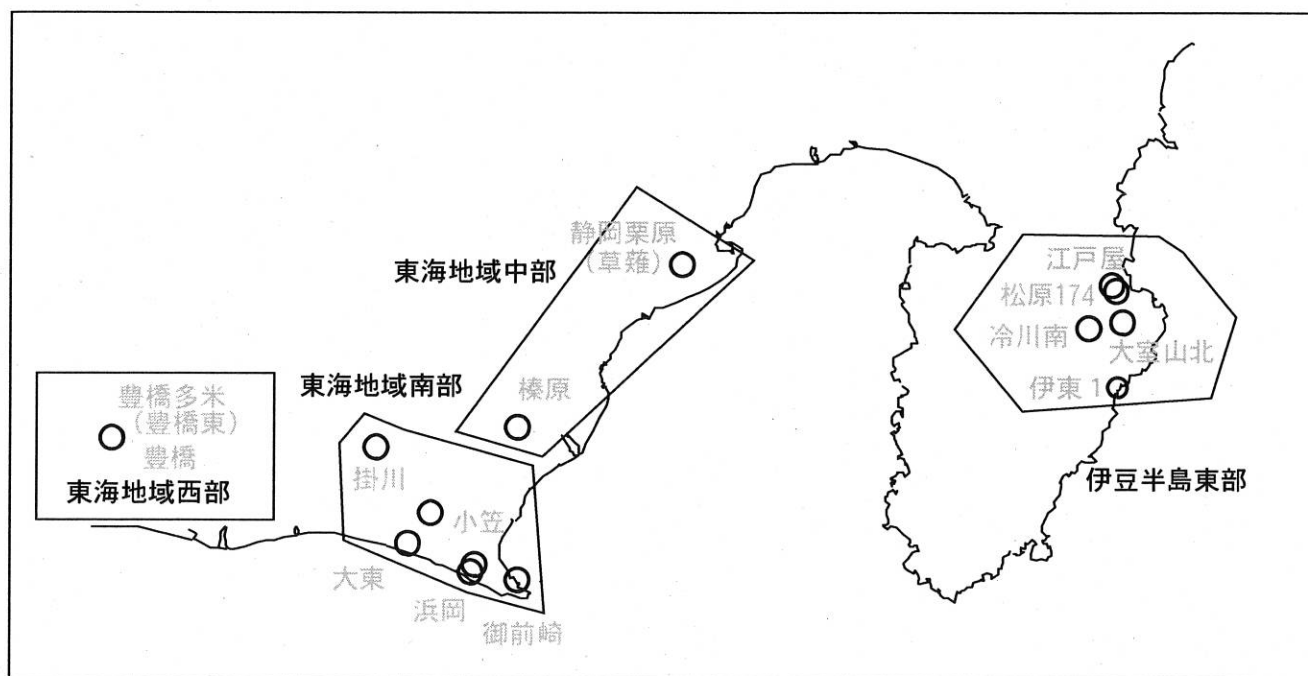 静岡栗原
(草薙)
東海地域中部
榛原
東海地域南部
豊橋多米
(豊橋東)
豊橋
東海地域西部
掛川
小笠
大東
浜岡
御前崎
江戸屋
松原174
冷川南
大室山北
伊東1
伊豆半島東部